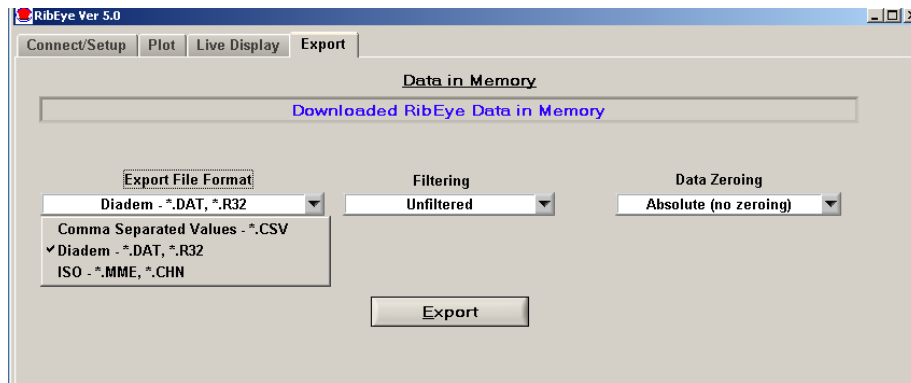 RibEye Ver 5.0
Connect/Setup Plot Live Display Export
Data in Memory
Downloaded RibEye Data in Memory
Export File Format Filtering Data Zeroing
Diadem - *.DAT, *.R32 Unfiltered Absolute (no zeroing)
Comma Separated Values - *.CSV
✓Diadem - *.DAT, *.R32
ISO - *.MME, *.CHN
Export